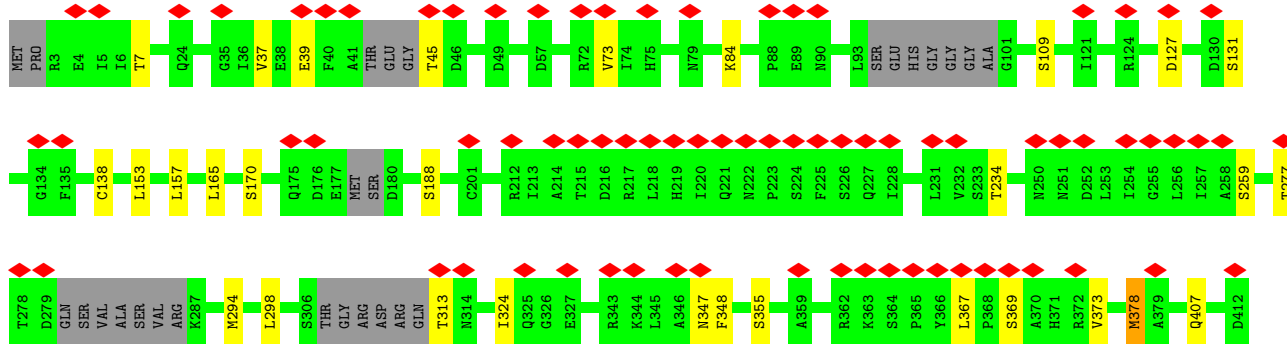 MET PRO R3 E4 I5 I6 T7 Q24 G35 I36 V37 E38 E39 F40 A41 THR GLU GLY T45 D46 D49 D57 R72 V73 I74 H75 N79 K84 P88 E89 N90 L93 SER GLU HIS GLY GLY GLY ALA G101 S109 I121 R124 D127 D130 S131
G134 F135 C138 L153 L157 L165 S170 Q175 D176 E177 MET SER D180 S188 C201 R212 I213 A214 T215 D216 R217 L218 H219 I220 Q221 N222 P223 S224 F225 S226 Q227 I228 L231 V232 S233 T234 N250 N251 D252 L253 I254 G255 L256 I257 A258 S259 T277
T278 D279 GLN SER VAL ALA SER VAL ARG K287 M294 L298 S306 THR GLY ARG ASP ARG GLN T313 N314 I324 Q325 G326 E327 R343 K344 L345 A346 N347 F348 S355 A359 R362 K363 S364 P365 Y366 L367 P368 S369 A370 H371 R372 V373 M378 A379 Q407 D412